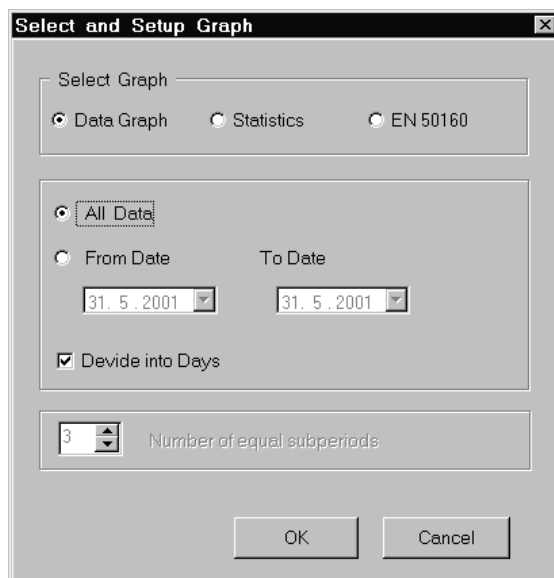 Select and Setup Graph
Select Graph
Data Graph Statistics EN 50160
All Data
From Date To Date
31. 5 . 2001 31. 5 . 2001
Devide into Days
3 Number of equal subperiods
OK Cancel